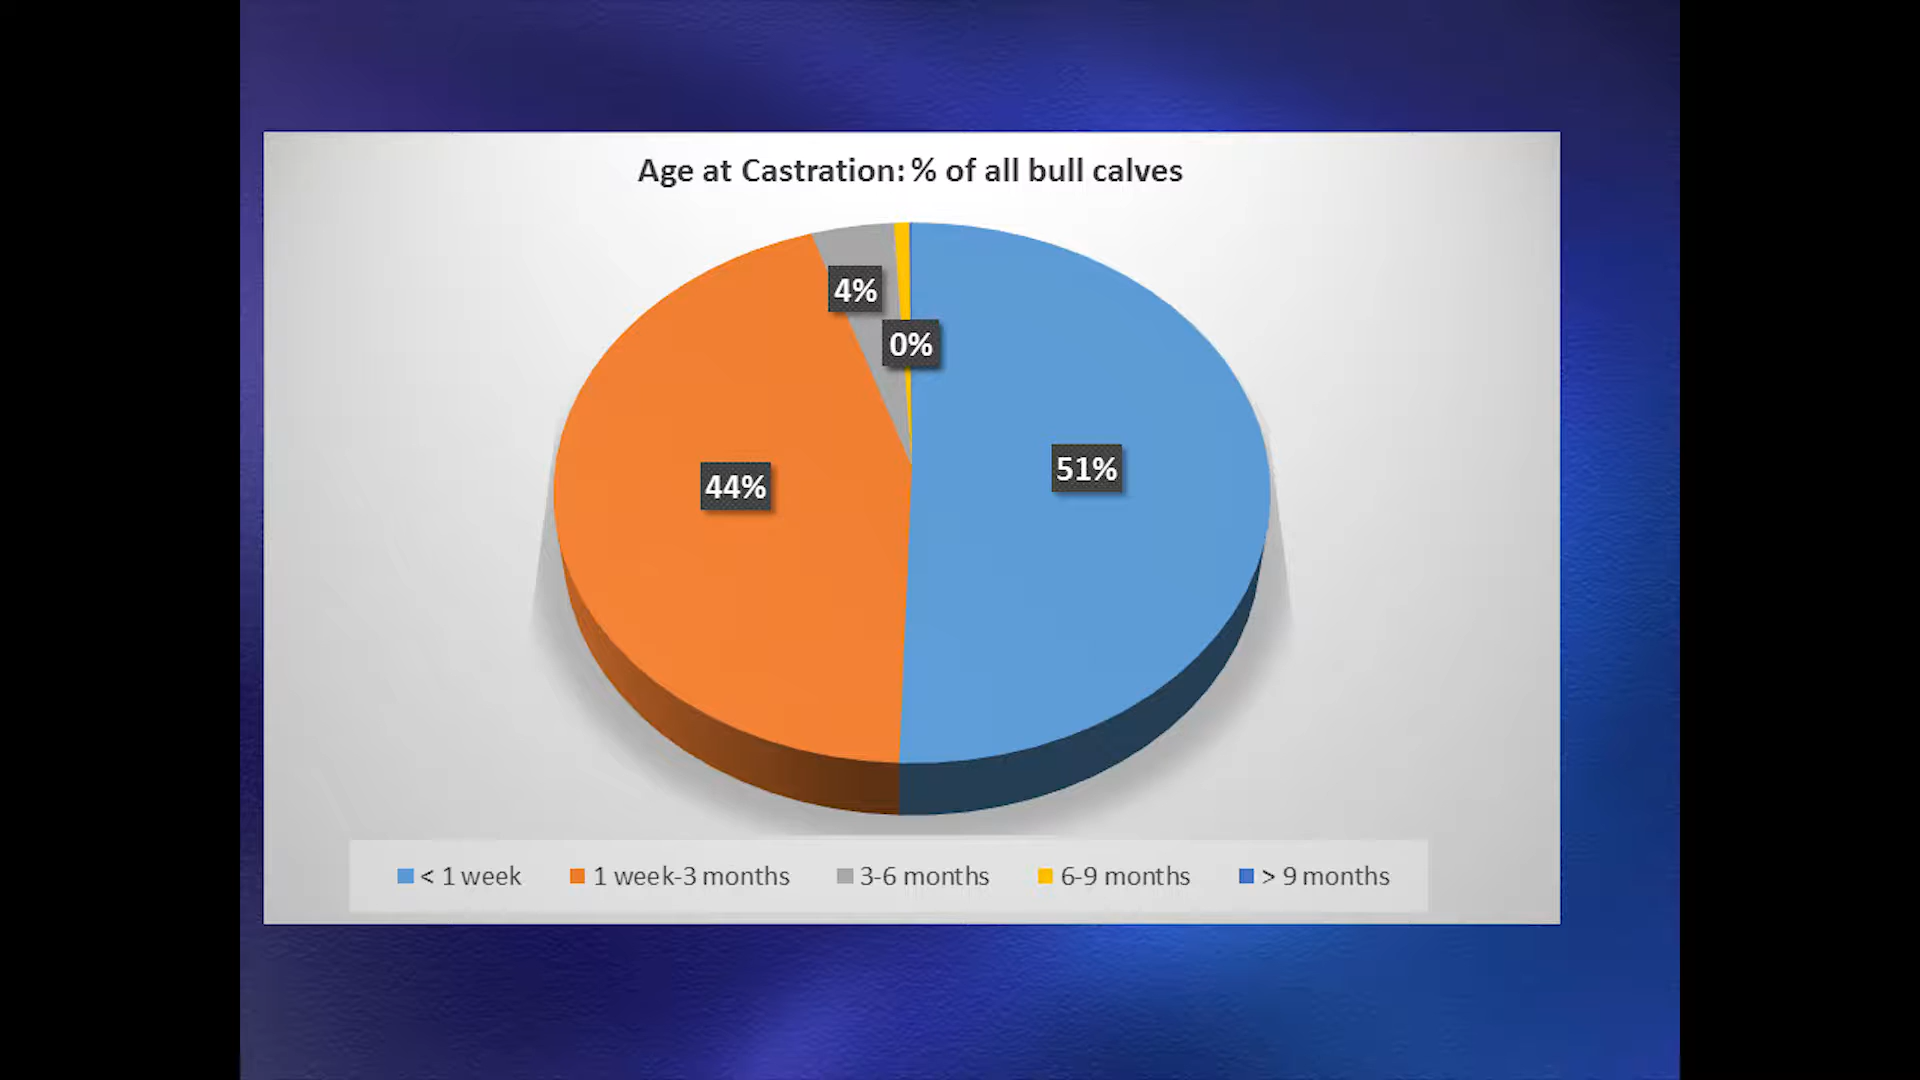 Age at Castration: % of all bull calves
4%
0%
51%
44%
< 1 week 1 week-3 months 3-6 months 6-9 months > 9 months